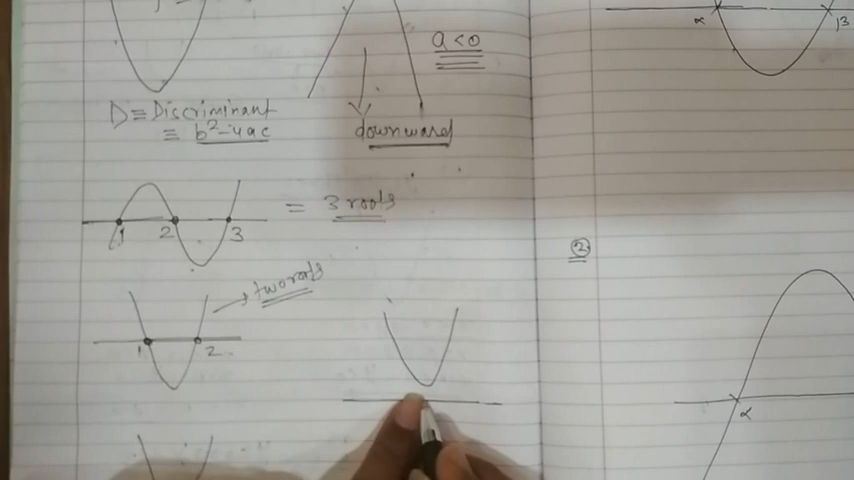 a<0
D ≡ Discriminant
≡ b²-4ac
downward
1 2 3
= 3 roots
→ two roots
1 2
α β
②
α